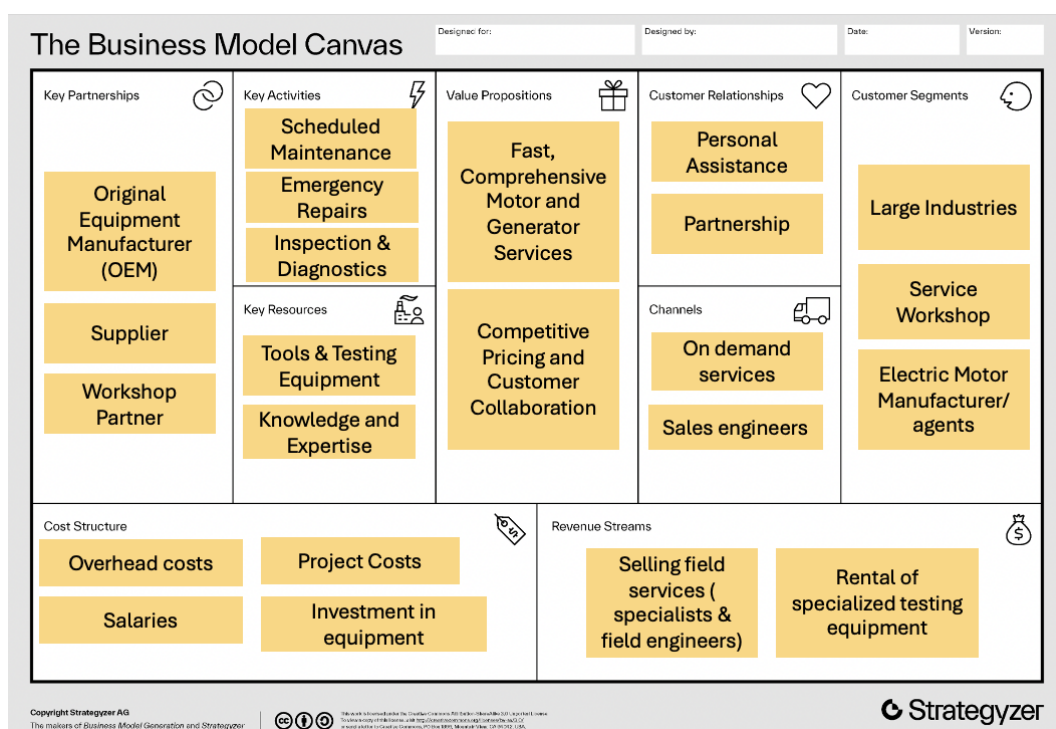 The Business Model Canvas
Designed for:
Designed by:
Date:
Version:
Key Partnerships
Original
Equipment
Manufacturer
(OEM)
Supplier
Workshop
Partner
Key Activities
Scheduled
Maintenance
Emergency
Repairs
Inspection &
Diagnostics
Key Resources
Tools & Testing
Equipment
Knowledge and
Expertise
Value Propositions
Fast,
Comprehensive
Motor and
Generator
Services
Competitive
Pricing and
Customer
Collaboration
Customer Relationships
Personal
Assistance
Partnership
Channels
On demand
services
Sales engineers
Customer Segments
Large Industries
Service
Workshop
Electric Motor
Manufacturer/
agents
Cost Structure
Overhead costs
Project Costs
Salaries
Investment in
equipment
Revenue Streams
Selling field
services (
specialists &
field engineers)
Rental of
specialized testing
equipment
Copyright Strategyzer AG
The makers of Business Model Generation and Strategyzer
Strategyzer